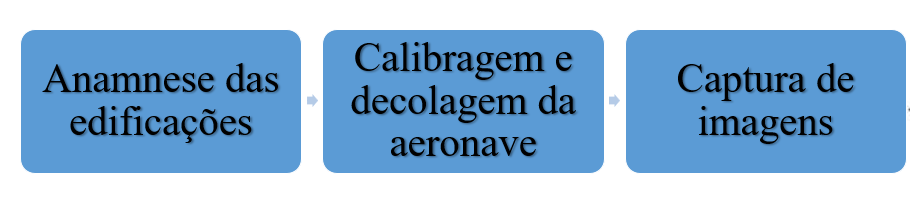 Anamnese das
edificações
Calibragem e
decolagem da
aeronave
Captura de
imagens